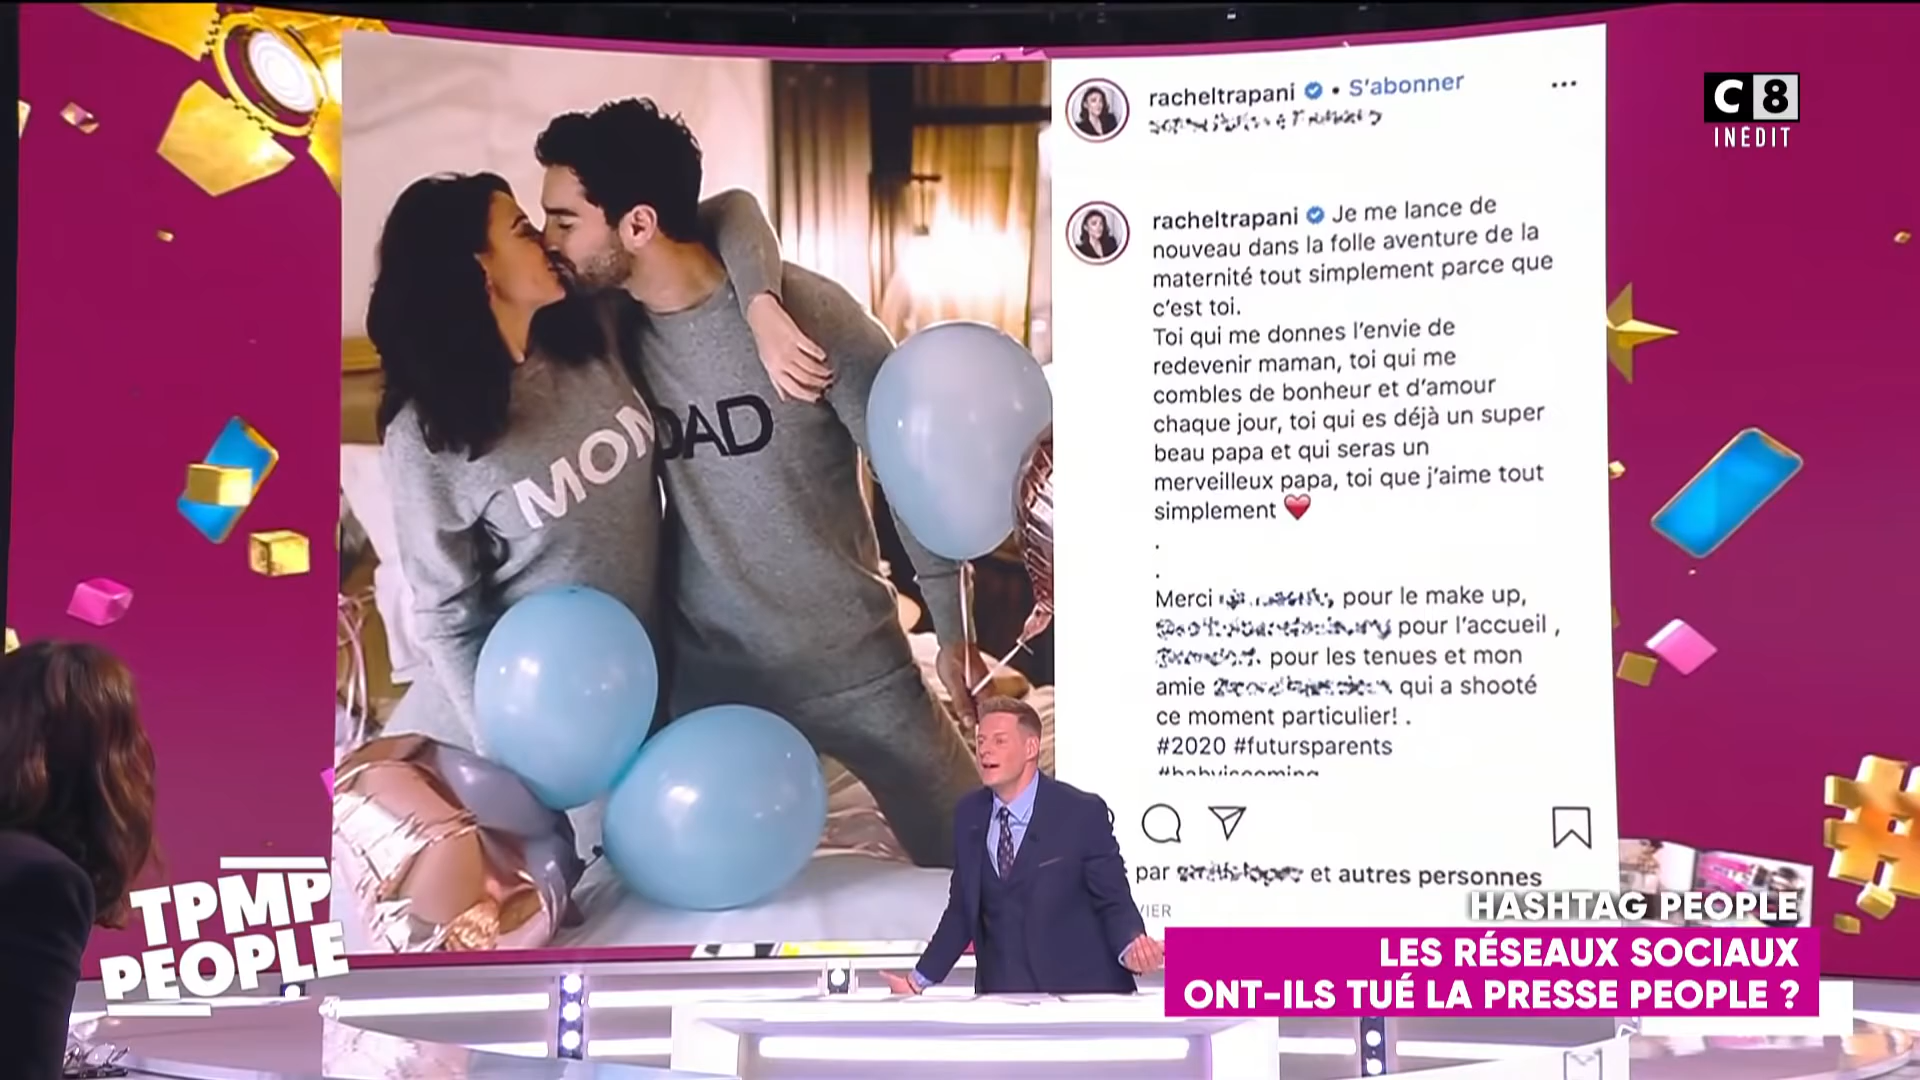 C8
INÉDIT
racheltrapani • S'abonner
racheltrapani Je me lance de
nouveau dans la folle aventure de la
maternité tout simplement parce que
c'est toi.
Toi qui me donnes l'envie de
redevenir maman, toi qui me
combles de bonheur et d'amour
chaque jour, toi qui es déjà un super
beau papa et qui seras un
merveilleux papa, toi que j'aime tout
simplement ❤️
.
.
Merci pour le make up,
pour l'accueil ,
pour les tenues et mon
amie qui a shooté
ce moment particulier! .
#2020 #futursparents
#babyiscoming
par et autres personnes
MOM
DAD
TPMP
PEOPLE
HASHTAG PEOPLE
LES RÉSEAUX SOCIAUX
ONT-ILS TUÉ LA PRESSE PEOPLE ?